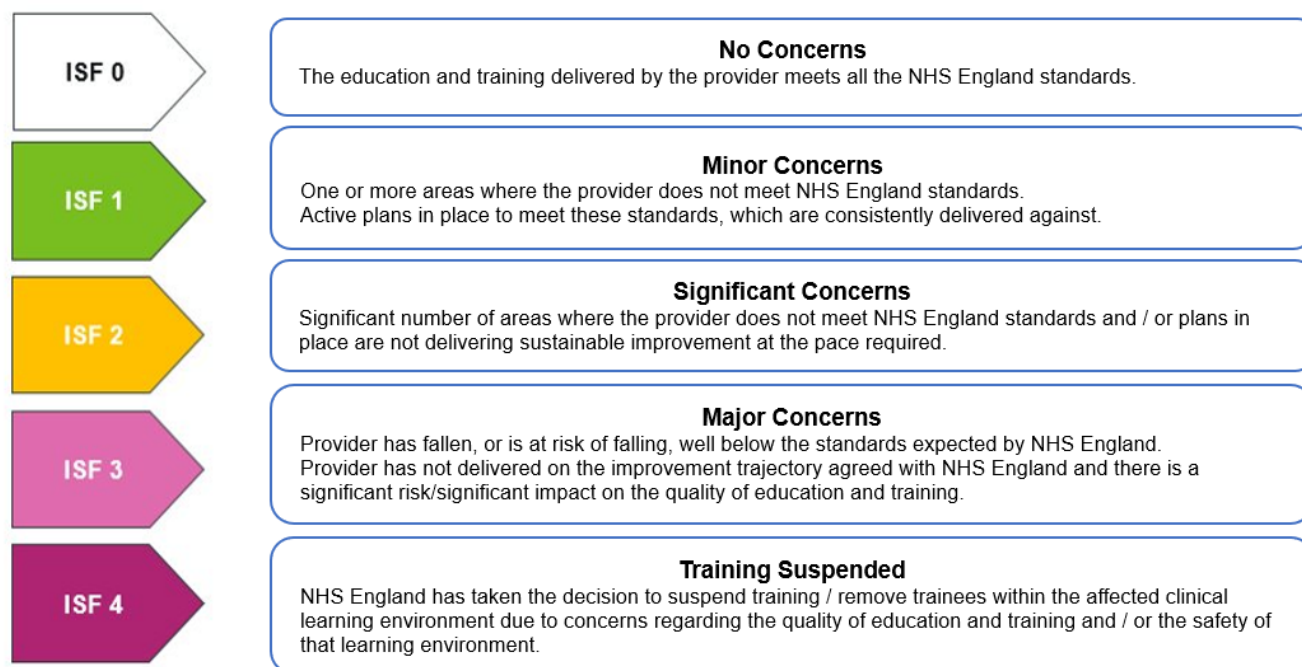 ISF 0
No Concerns
The education and training delivered by the provider meets all the NHS England standards.
ISF 1
Minor Concerns
One or more areas where the provider does not meet NHS England standards.
Active plans in place to meet these standards, which are consistently delivered against.
ISF 2
Significant Concerns
Significant number of areas where the provider does not meet NHS England standards and / or plans in
place are not delivering sustainable improvement at the pace required.
ISF 3
Major Concerns
Provider has fallen, or is at risk of falling, well below the standards expected by NHS England.
Provider has not delivered on the improvement trajectory agreed with NHS England and there is a
significant risk/significant impact on the quality of education and training.
ISF 4
Training Suspended
NHS England has taken the decision to suspend training / remove trainees within the affected clinical
learning environment due to concerns regarding the quality of education and training and / or the safety of
that learning environment.